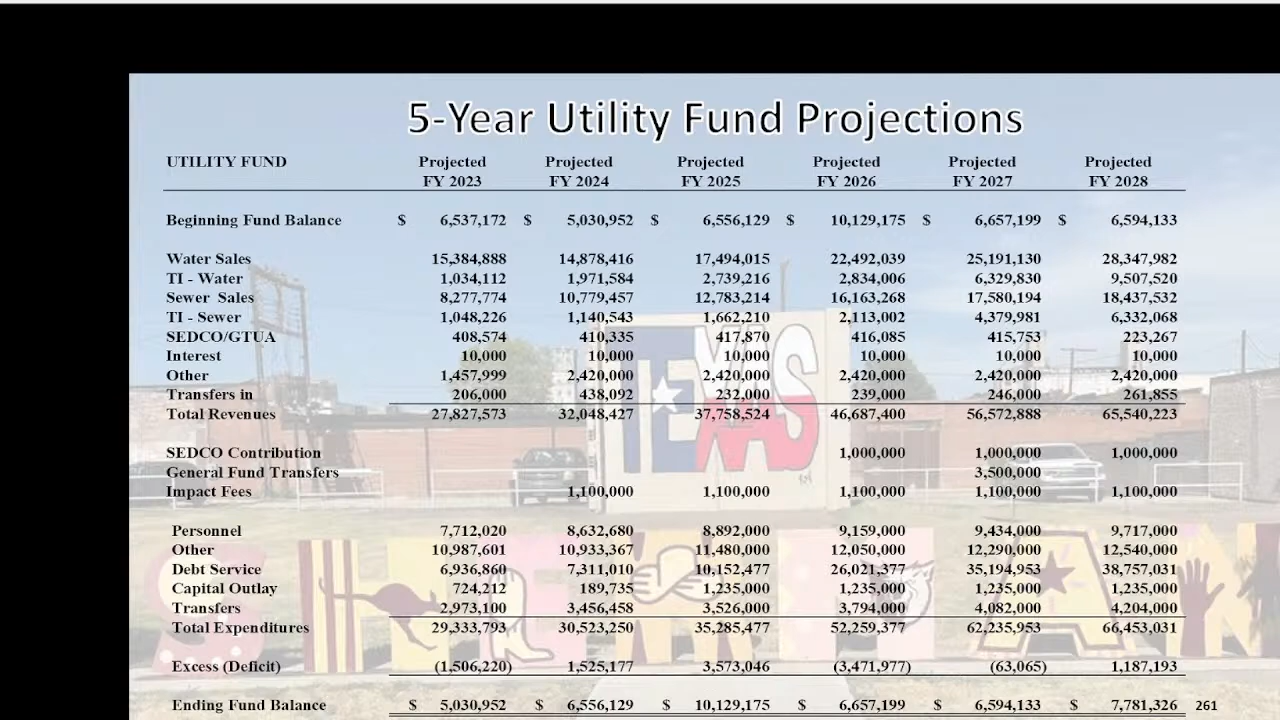 5-Year Utility Fund Projections
UTILITY FUND Projected Projected Projected Projected Projected Projected
FY 2023 FY 2024 FY 2025 FY 2026 FY 2027 FY 2028
Beginning Fund Balance $ 6,537,172 $ 5,030,952 $ 6,556,129 $ 10,129,175 $ 6,657,199 $ 6,594,133
Water Sales 15,384,888 14,878,416 17,494,015 22,492,039 25,191,130 28,347,982
TI - Water 1,034,112 1,971,584 2,739,216 2,834,006 6,329,830 9,507,520
Sewer Sales 8,277,774 10,779,457 12,783,214 16,163,268 17,580,194 18,437,532
TI - Sewer 1,048,226 1,140,543 1,662,210 2,113,002 4,379,981 6,332,068
SEDCO/GTUA 408,574 410,335 417,870 416,085 415,753 223,267
Interest 10,000 10,000 10,000 10,000 10,000 10,000
Other 1,457,999 2,420,000 2,420,000 2,420,000 2,420,000 2,420,000
Transfers in 206,000 438,092 232,000 239,000 246,000 261,855
Total Revenues 27,827,573 32,048,427 37,758,524 46,687,400 56,572,888 65,540,223
SEDCO Contribution 1,000,000 1,000,000 1,000,000
General Fund Transfers 3,500,000
Impact Fees 1,100,000 1,100,000 1,100,000 1,100,000 1,100,000
Personnel 7,712,020 8,632,680 8,892,000 9,159,000 9,434,000 9,717,000
Other 10,987,601 10,933,367 11,480,000 12,050,000 12,290,000 12,540,000
Debt Service 6,936,860 7,311,010 10,152,477 26,021,377 35,194,953 38,757,031
Capital Outlay 724,212 189,735 1,235,000 1,235,000 1,235,000 1,235,000
Transfers 2,973,100 3,456,458 3,526,000 3,794,000 4,082,000 4,204,000
Total Expenditures 29,333,793 30,523,250 35,285,477 52,259,377 62,235,953 66,453,031
Excess (Deficit) (1,506,220) 1,525,177 3,573,046 (3,471,977) (63,065) 1,187,193
Ending Fund Balance $ 5,030,952 $ 6,556,129 $ 10,129,175 $ 6,657,199 $ 6,594,133 $ 7,781,326 261
TEXAS
SHERMAN